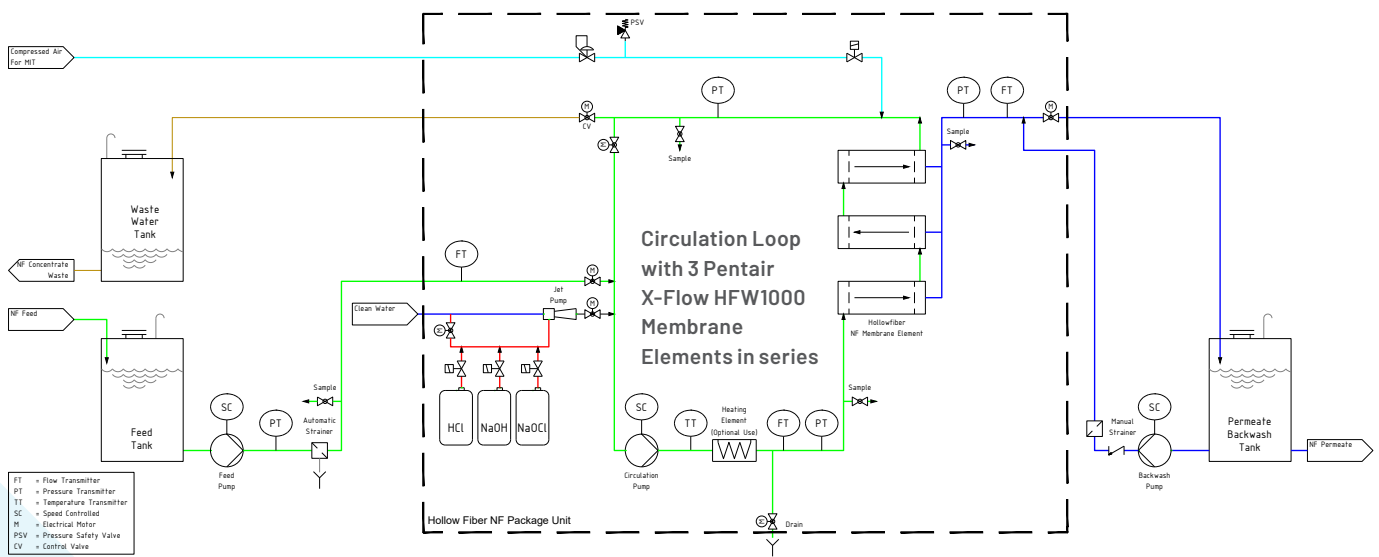 PSV
Compressed Air
For MIT
PT
PT
FT
M
M
CV
M
Sample
Sample
Waste
Water
Tank
Circulation Loop
with 3 Pentair
X-Flow HFW1000
Membrane
Elements in series
FT
M
NF Concentrate
Waste
Jet
Pump
M
Clean Water
M
NF Feed
Hollowfiber
NF Membrane Element
Sample
Sample
SC
PT
Automatic
Strainer
HCl
NaOH
NaOCl
SC
TT
Heating
Element
(Optional Use)
FT
PT
Manual
Strainer
SC
Feed
Tank
Permeate
Backwash
Tank
NF Permeate
Feed
Pump
Circulation
Pump
Backwash
Pump
FT = Flow Transmitter
PT = Pressure Transmitter
TT = Temperature Transmitter
SC = Speed Controlled
M = Electrical Motor
PSV = Pressure Safety Valve
CV = Control Valve
Hollow Fiber NF Package Unit
M
Drain